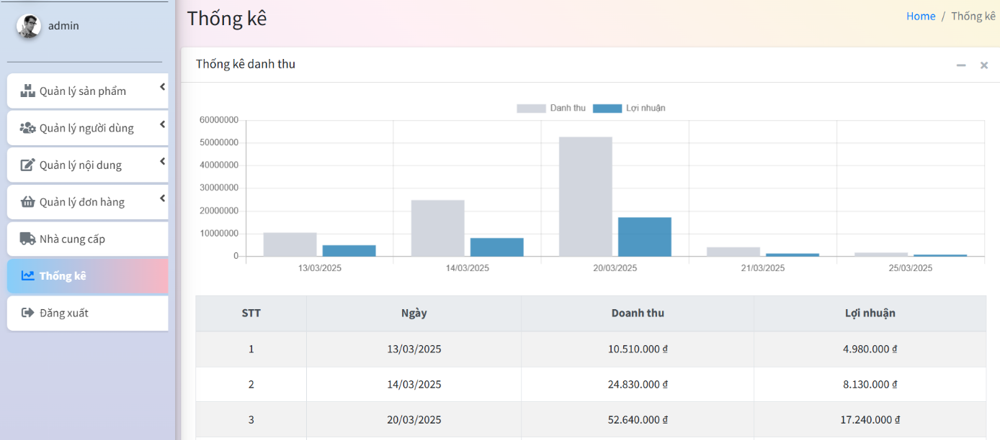 admin
Quản lý sản phẩm
Quản lý người dùng
Quản lý nội dung
Quản lý đơn hàng
Nhà cung cấp
Thống kê
Đăng xuất
Thống kê
Home / Thống kê
Thống kê danh thu
Danh thu Lợi nhuận
60000000
50000000
40000000
30000000
20000000
10000000
0
13/03/2025 14/03/2025 20/03/2025 21/03/2025 25/03/2025
STT Ngày Doanh thu Lợi nhuận
1 13/03/2025 10.510.000 ₫ 4.980.000 ₫
2 14/03/2025 24.830.000 ₫ 8.130.000 ₫
3 20/03/2025 52.640.000 ₫ 17.240.000 ₫